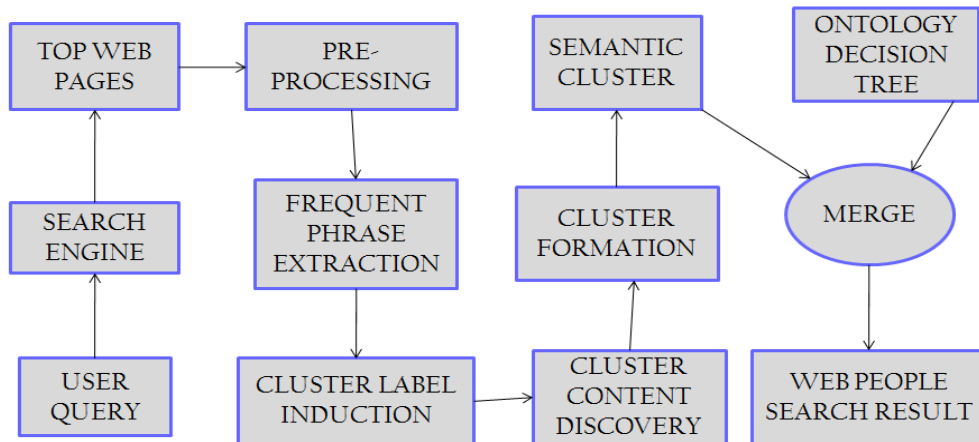 TOP WEB
PAGES
PRE-
PROCESSING
SEMANTIC
CLUSTER
ONTOLOGY
DECISION
TREE
SEARCH
ENGINE
FREQUENT
PHRASE
EXTRACTION
CLUSTER
FORMATION
MERGE
USER
QUERY
CLUSTER LABEL
INDUCTION
CLUSTER
CONTENT
DISCOVERY
WEB PEOPLE
SEARCH RESULT